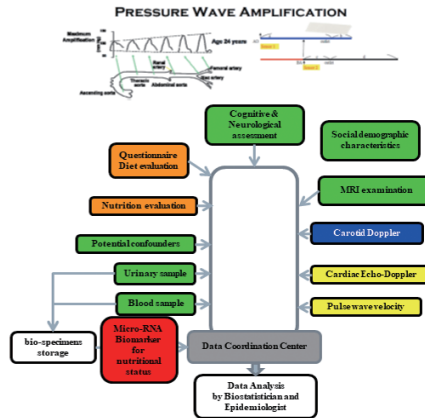 PRESSURE WAVE AMPLIFICATION
Maximum
Amplification
Age 24 years
Renal
artery
Femoral artery
Thoracic
aorta
Abdominal aorta
Ascending aorta
Cognitive &
Neurological
assessment
Social demographic
characteristics
Questionnaire
Diet evaluation
MRI examination
Nutrition evaluation
Carotid Doppler
Potential confounders
Urinary sample
Cardiac Echo-Doppler
Blood sample
Pulse wave velocity
bio-specimens
storage
Micro-RNA
Biomarker
for
nutritional
status
Data Coordination Center
Data Analysis
by Biostatistician and
Epidemiologist